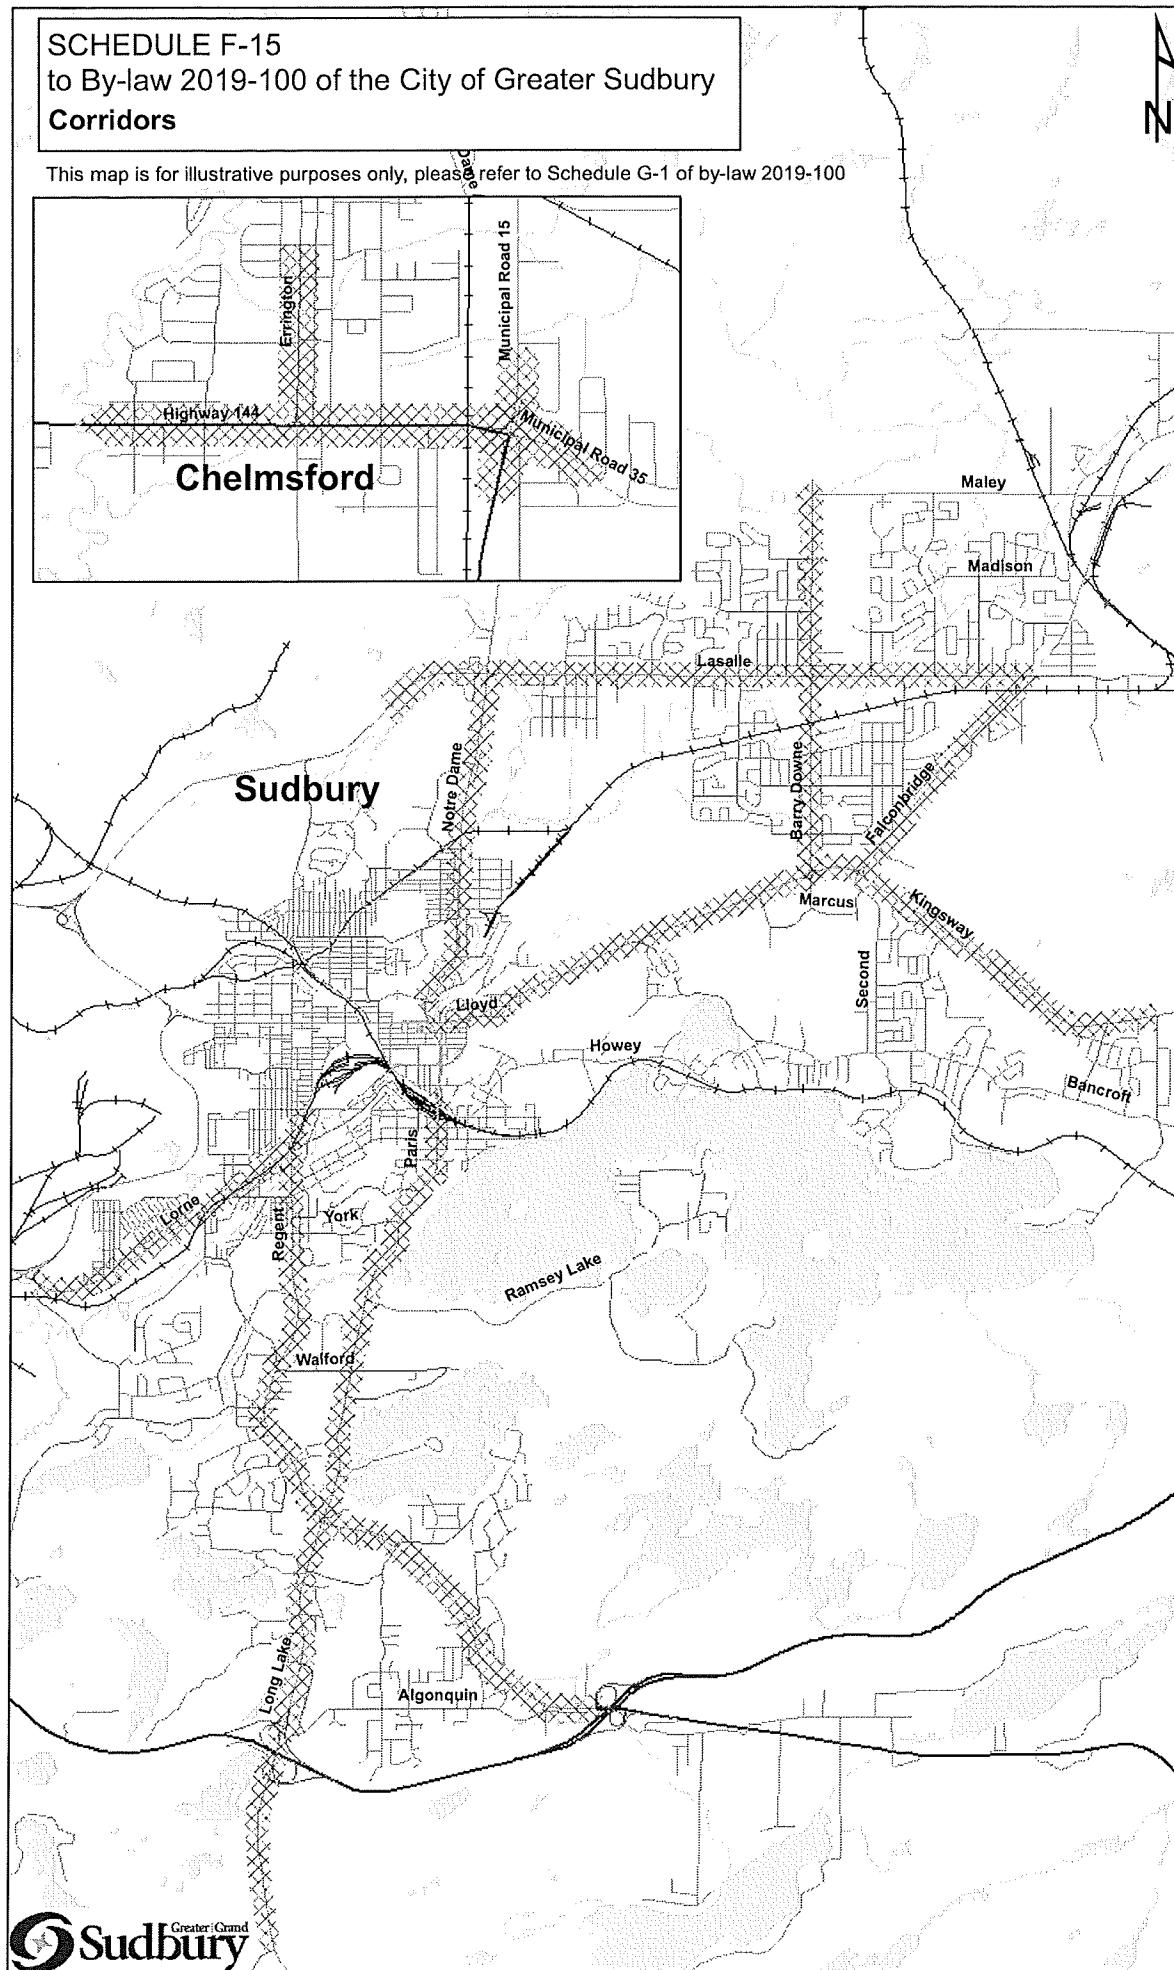 SCHEDULE F-15
to By-law 2019-100 of the City of Greater Sudbury
Corridors
N
This map is for illustrative purposes only, please refer to Schedule G-1 of by-law 2019-100
Dame
Municipal Road 15
Errington
Highway 144
Municipal Road 35
Chelmsford
Maley
Madison
Lasalle
Notre Dame
Sudbury
Barry Downe
Falconbridge
Marcus
Kingsway
Second
Lloyd
Howey
Bancroft
Paris
Lorne
Regent
York
Ramsey Lake
Walford
Long Lake
Algonquin
Greater Grand
Sudbury